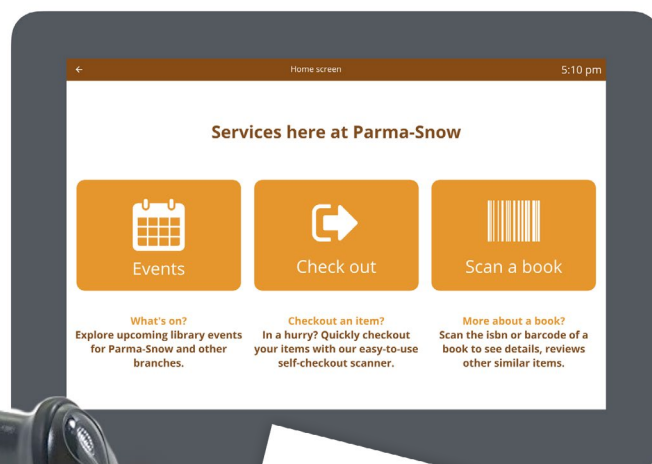 ← Home screen 5:10 pm
Services here at Parma-Snow
Events
Check out
Scan a book
What's on?
Explore upcoming library events
for Parma-Snow and other
branches.
Checkout an item?
In a hurry? Quickly checkout
your items with our easy-to-use
self-checkout scanner.
More about a book?
Scan the isbn or barcode of a
book to see details, reviews
other similar items.